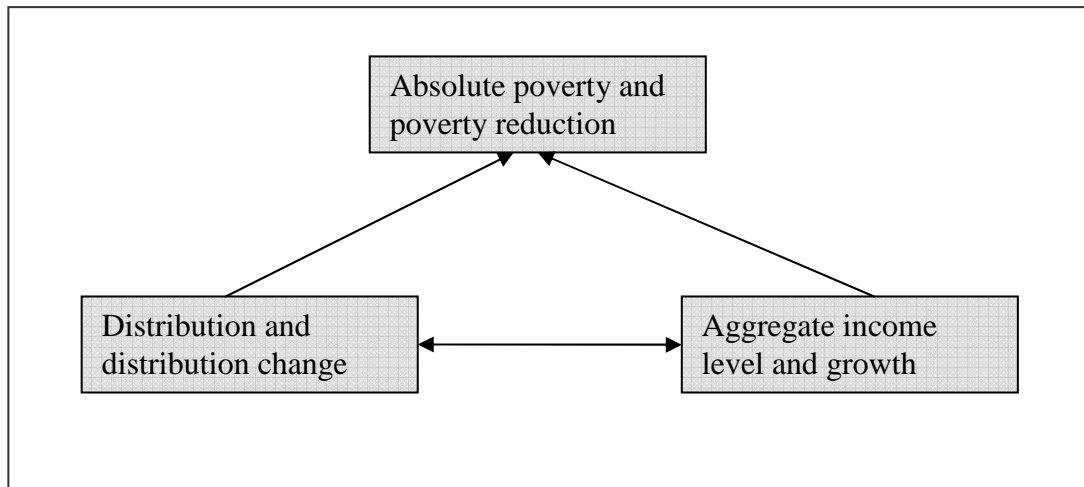 Absolute poverty and
poverty reduction
Distribution and
distribution change
Aggregate income
level and growth